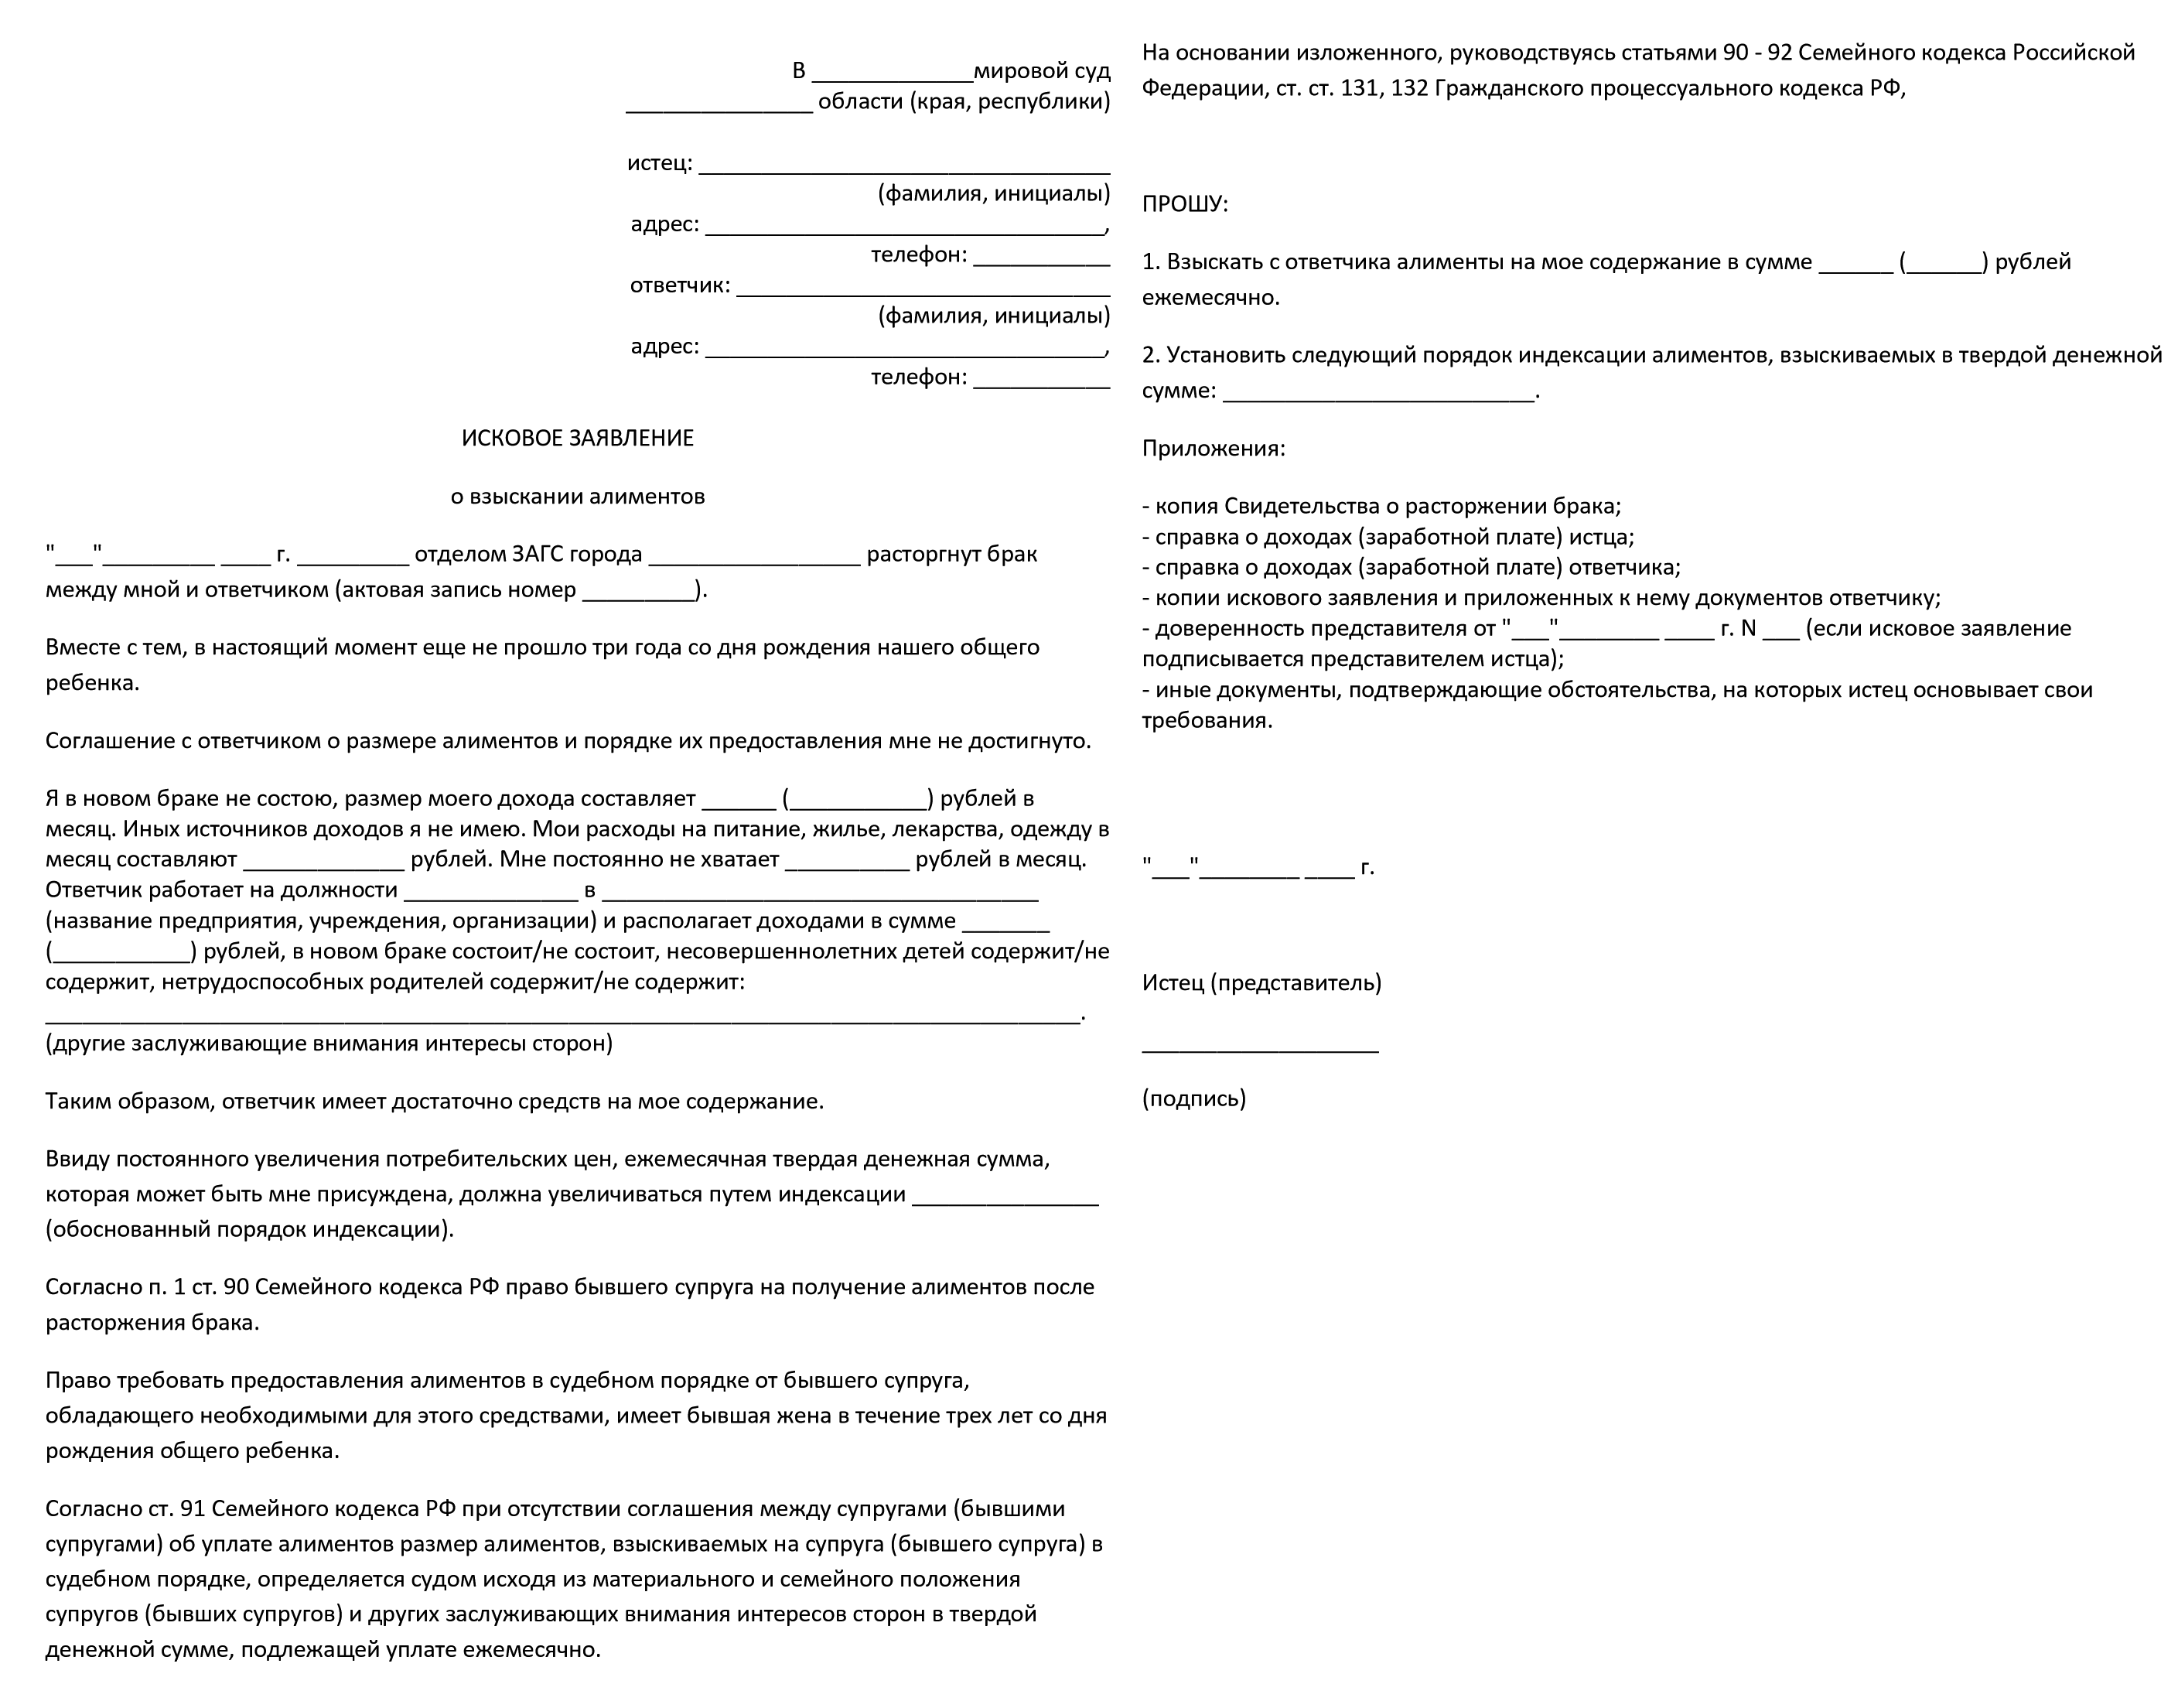 В _____________мировой суд
_______________ области (края, республики)
истец: _________________________________
(фамилия, инициалы)
адрес: ________________________________,
телефон: ___________
ответчик: ______________________________
(фамилия, инициалы)
адрес: ________________________________,
телефон: ___________
ИСКОВОЕ ЗАЯВЛЕНИЕ
о взыскании алиментов
"___"_________ ____ г. _________ отделом ЗАГС города _________________ расторгнут брак
между мной и ответчиком (актовая запись номер _________).
Вместе с тем, в настоящий момент еще не прошло три года со дня рождения нашего общего
ребенка.
Соглашение с ответчиком о размере алиментов и порядке их предоставления мне не достигнуто.
Я в новом браке не состою, размер моего дохода составляет ______ (___________) рублей в
месяц. Иных источников доходов я не имею. Мои расходы на питание, жилье, лекарства, одежду в
месяц составляют _____________ рублей. Мне постоянно не хватает __________ рублей в месяц.
Ответчик работает на должности ______________ в ___________________________________
(название предприятия, учреждения, организации) и располагает доходами в сумме _______
(___________) рублей, в новом браке состоит/не состоит, несовершеннолетних детей содержит/не
содержит, нетрудоспособных родителей содержит/не содержит:
___________________________________________________________________________________.
(другие заслуживающие внимания интересы сторон)
Таким образом, ответчик имеет достаточно средств на мое содержание.
Ввиду постоянного увеличения потребительских цен, ежемесячная твердая денежная сумма,
которая может быть мне присуждена, должна увеличиваться путем индексации _______________
(обоснованный порядок индексации).
Согласно п. 1 ст. 90 Семейного кодекса РФ право бывшего супруга на получение алиментов после
расторжения брака.
Право требовать предоставления алиментов в судебном порядке от бывшего супруга,
обладающего необходимыми для этого средствами, имеет бывшая жена в течение трех лет со дня
рождения общего ребенка.
Согласно ст. 91 Семейного кодекса РФ при отсутствии соглашения между супругами (бывшими
супругами) об уплате алиментов размер алиментов, взыскиваемых на супруга (бывшего супруга) в
судебном порядке, определяется судом исходя из материального и семейного положения
супругов (бывших супругов) и других заслуживающих внимания интересов сторон в твердой
денежной сумме, подлежащей уплате ежемесячно.
На основании изложенного, руководствуясь статьями 90 - 92 Семейного кодекса Российской
Федерации, ст. ст. 131, 132 Гражданского процессуального кодекса РФ,
ПРОШУ:
1. Взыскать с ответчика алименты на мое содержание в сумме ______ (______) рублей
ежемесячно.
2. Установить следующий порядок индексации алиментов, взыскиваемых в твердой денежной
сумме: _________________________.
Приложения:
- копия Свидетельства о расторжении брака;
- справка о доходах (заработной плате) истца;
- справка о доходах (заработной плате) ответчика;
- копии искового заявления и приложенных к нему документов ответчику;
- доверенность представителя от "___"________ ____ г. N ___ (если исковое заявление
подписывается представителем истца);
- иные документы, подтверждающие обстоятельства, на которых истец основывает свои
требования.
"___"________ ____ г.
Истец (представитель)
___________________
(подпись)